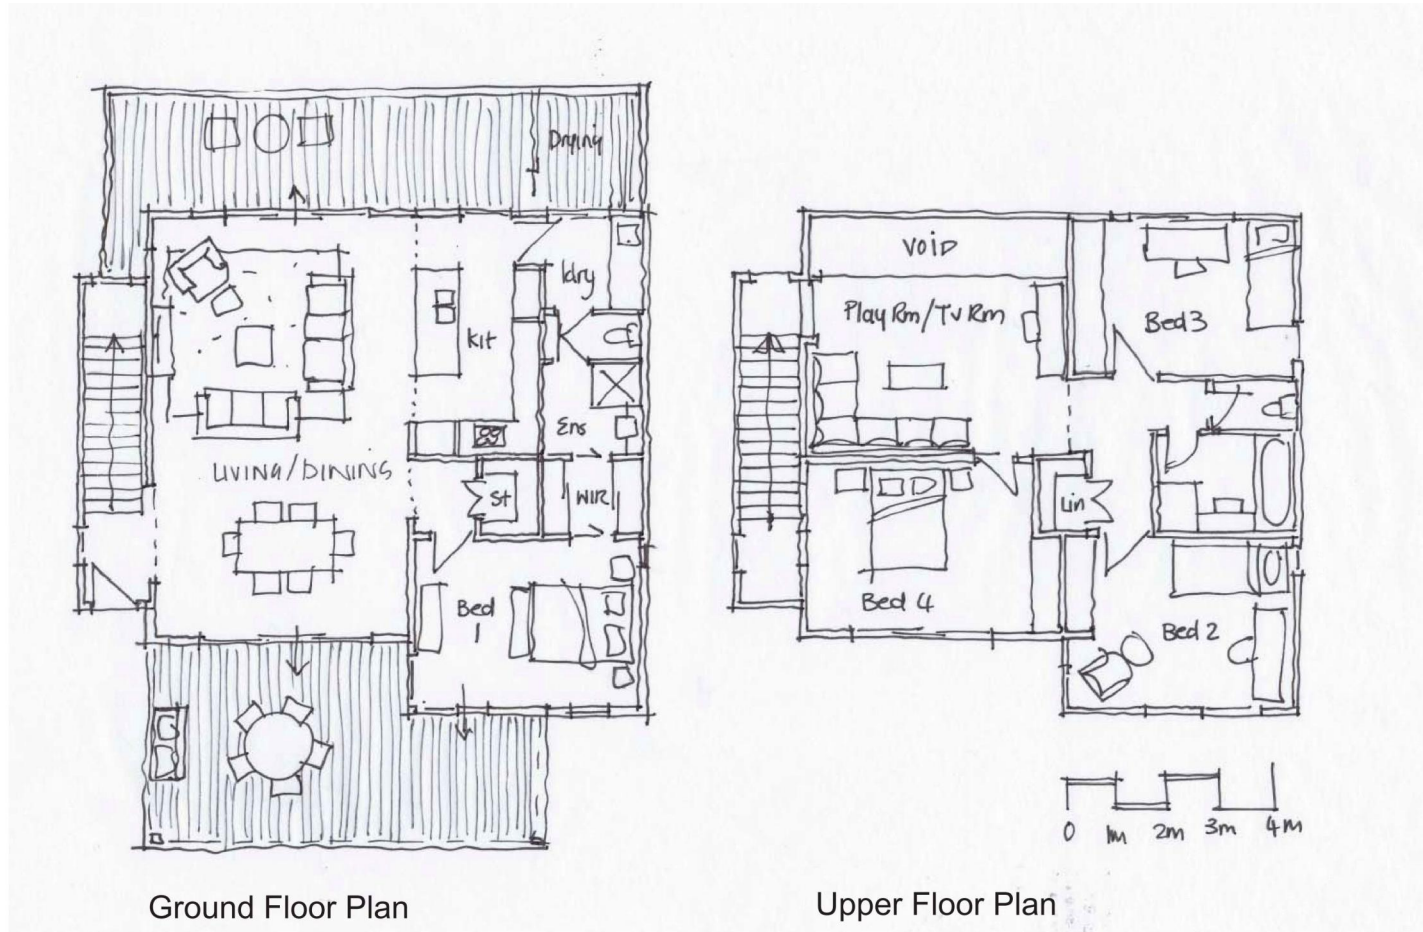 Drying
ldry
Kit
Ens
LIVING/DINING
St
WIR
Bed
1
Ground Floor Plan
VOID
Play Rm/TV Rm
Bed 3
Lin
Bed 4
Bed 2
0 1m 2m 3m 4m
Upper Floor Plan